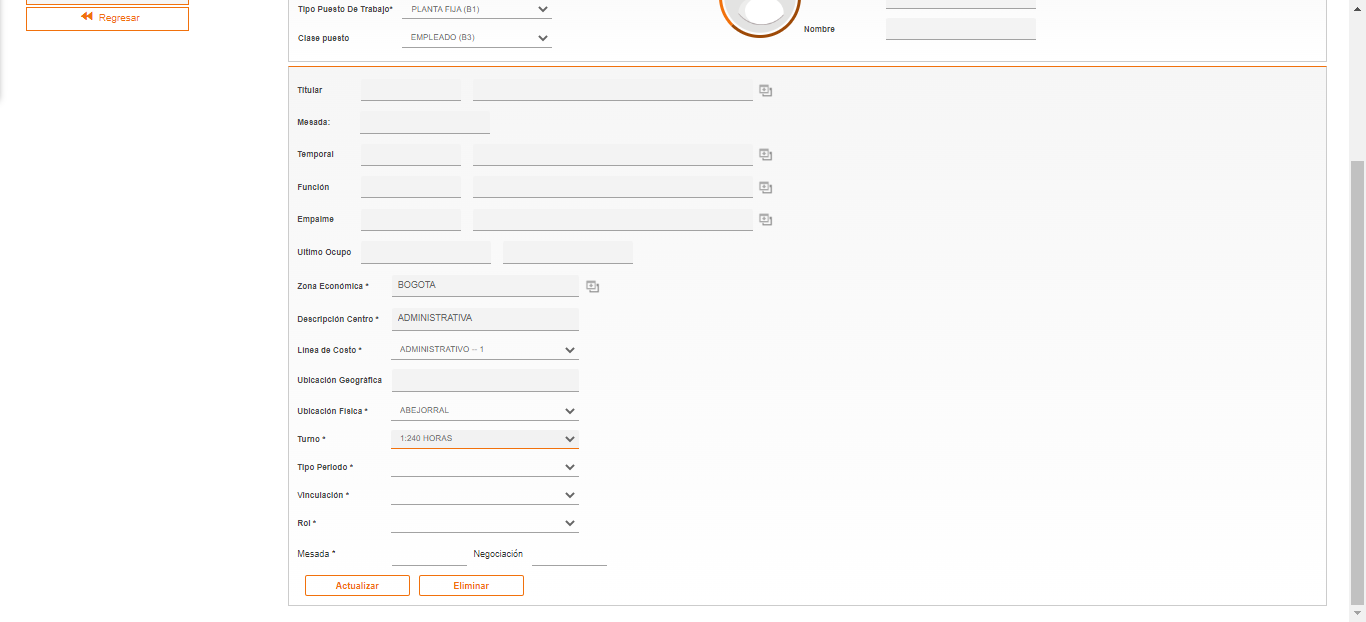 Tipo Puesto De Trabajo* PLANTA FIJA (B1)
Regresar
Nombre
Clase puesto EMPLEADO (B3)
Titular
Mesada:
Temporal
Función
Empalme
Ultimo Ocupo
Zona Económica * BOGOTA
Descripción Centro * ADMINISTRATIVA
Linea de Costo * ADMINISTRATIVO -- 1
Ubicación Geográfica
Ubicación Fisica * ABEJORRAL
Turno * 1:240 HORAS
Tipo Periodo *
Vinculación *
Rol *
Mesada * Negociación
Actualizar Eliminar